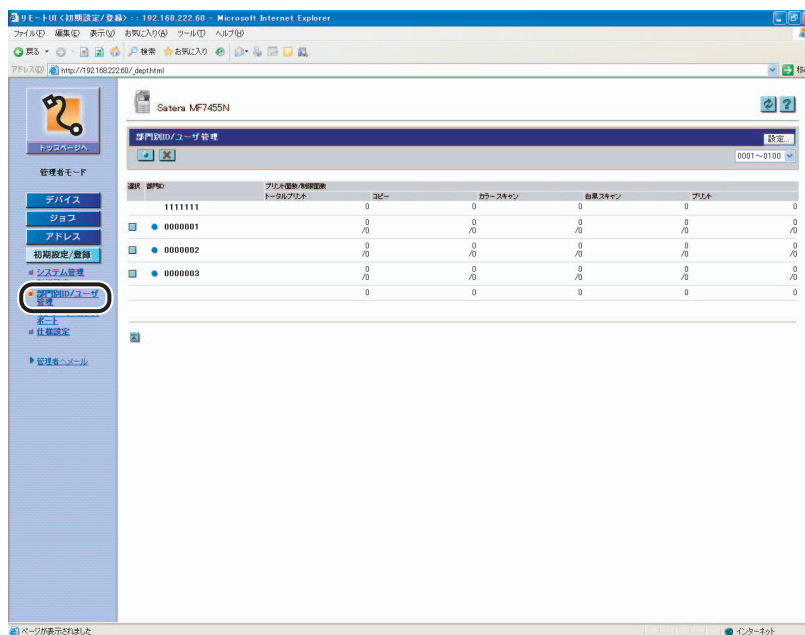 リモートUI <初期設定/登録> : : 192.168.222.60 - Microsoft Internet Explorer
ファイル(F) 編集(E) 表示(V) お気に入り(A) ツール(T) ヘルプ(H)
戻る 検索 お気に入り
アドレス(D) http://192.168.222.60/_dept.html 移
Satera MF7455N
トップページへ
部門別ID/ユーザ管理 設定...
0001～0100
管理者モード
選択 部門ID プリント面数/制限面数
トータルプリント コピー カラースキャン 白黒スキャン プリント
デバイス
ジョブ
アドレス
初期設定/登録
システム管理
部門別ID/ユーザ
管理
ポート
仕様設定
管理者へメール
1111111 0 0 0 0 0
0000001 0 0 0 0 0
/0 /0 /0 /0 /0
0000002 0 0 0 0 0
/0 /0 /0 /0 /0
0000003 0 0 0 0 0
/0 /0 /0 /0 /0
0 0 0 0 0
ページが表示されました インターネット